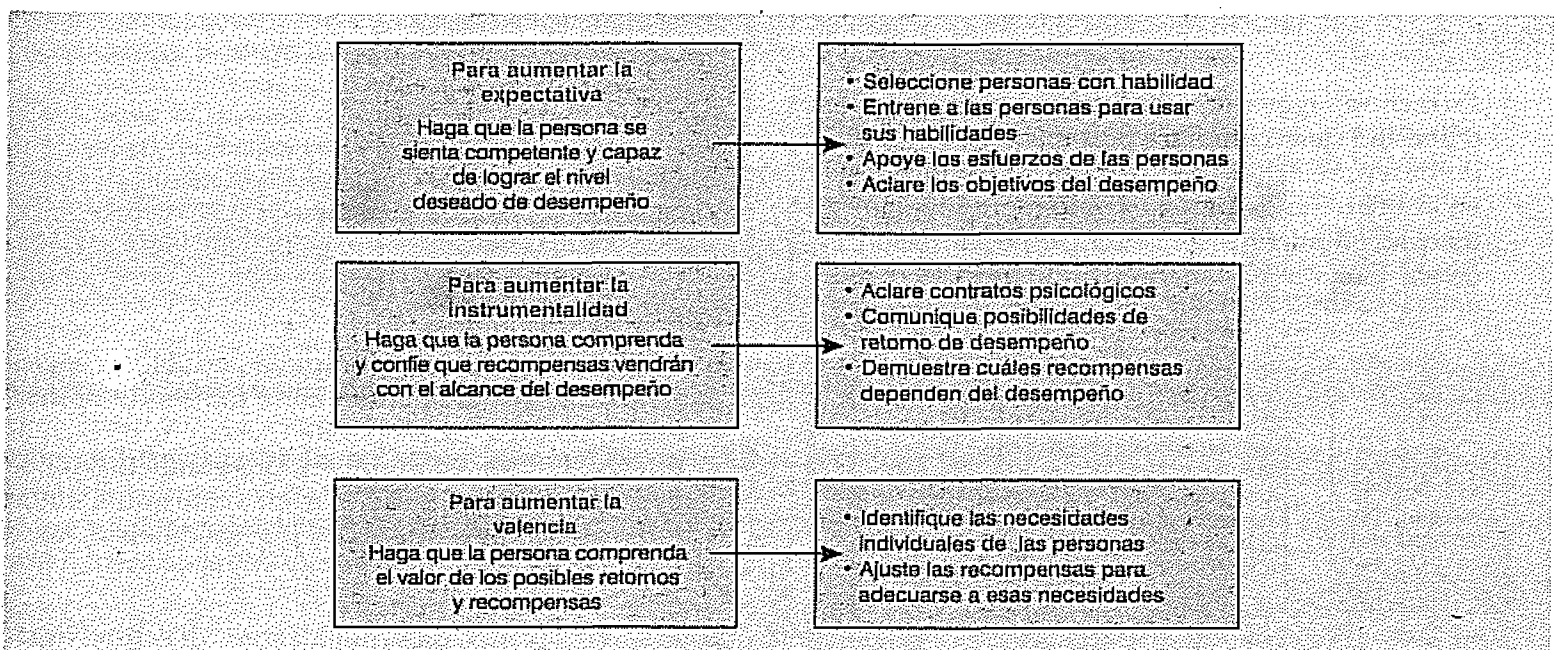 Para aumentar la
expectativa
Haga que la persona se
sienta competente y capaz
de lograr el nivel
deseado de desempeño
• Seleccione personas con habilidad
• Entrene a las personas para usar
sus habilidades
• Apoye los esfuerzos de las personas
• Aclare los objetivos del desempeño
Para aumentar la
instrumentalidad
Haga que la persona comprenda
y confíe que recompensas vendrán
con el alcance del desempeño
• Aclare contratos psicológicos
• Comunique posibilidades de
retorno de desempeño
• Demuestre cuáles recompensas
dependen del desempeño
Para aumentar la
valencia
Haga que la persona comprenda
el valor de los posibles retornos
y recompensas
• Identifique las necesidades
individuales de las personas
• Ajuste las recompensas para
adecuarse a esas necesidades